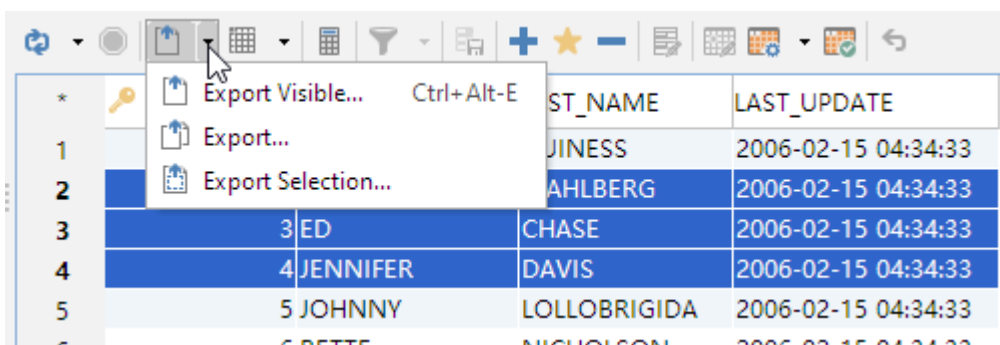 Export Visible... Ctrl+Alt-E
Export...
Export Selection...
* ST_NAME LAST_UPDATE
1 UINESS 2006-02-15 04:34:33
2 AHLBERG 2006-02-15 04:34:33
3 3 ED CHASE 2006-02-15 04:34:33
4 4 JENNIFER DAVIS 2006-02-15 04:34:33
5 5 JOHNNY LOLLOBRIGIDA 2006-02-15 04:34:33